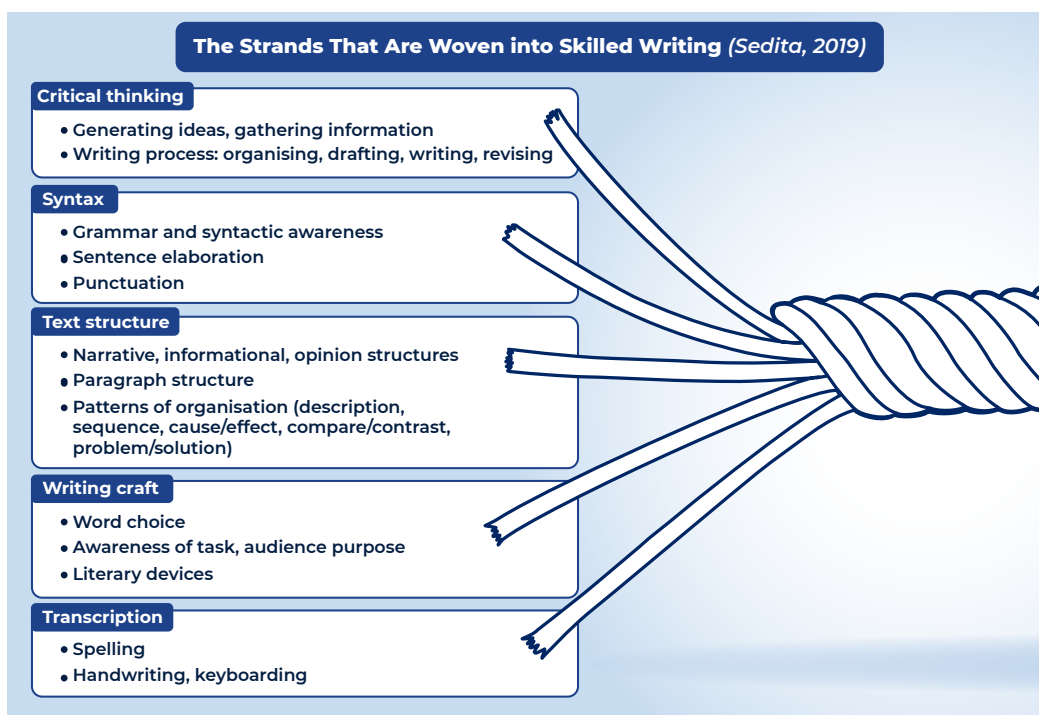 The Strands That Are Woven into Skilled Writing (Sedita, 2019)
Critical thinking
• Generating ideas, gathering information
• Writing process: organising, drafting, writing, revising
Syntax
• Grammar and syntactic awareness
• Sentence elaboration
• Punctuation
Text structure
• Narrative, informational, opinion structures
• Paragraph structure
• Patterns of organisation (description,
sequence, cause/effect, compare/contrast,
problem/solution)
Writing craft
• Word choice
• Awareness of task, audience purpose
• Literary devices
Transcription
• Spelling
• Handwriting, keyboarding